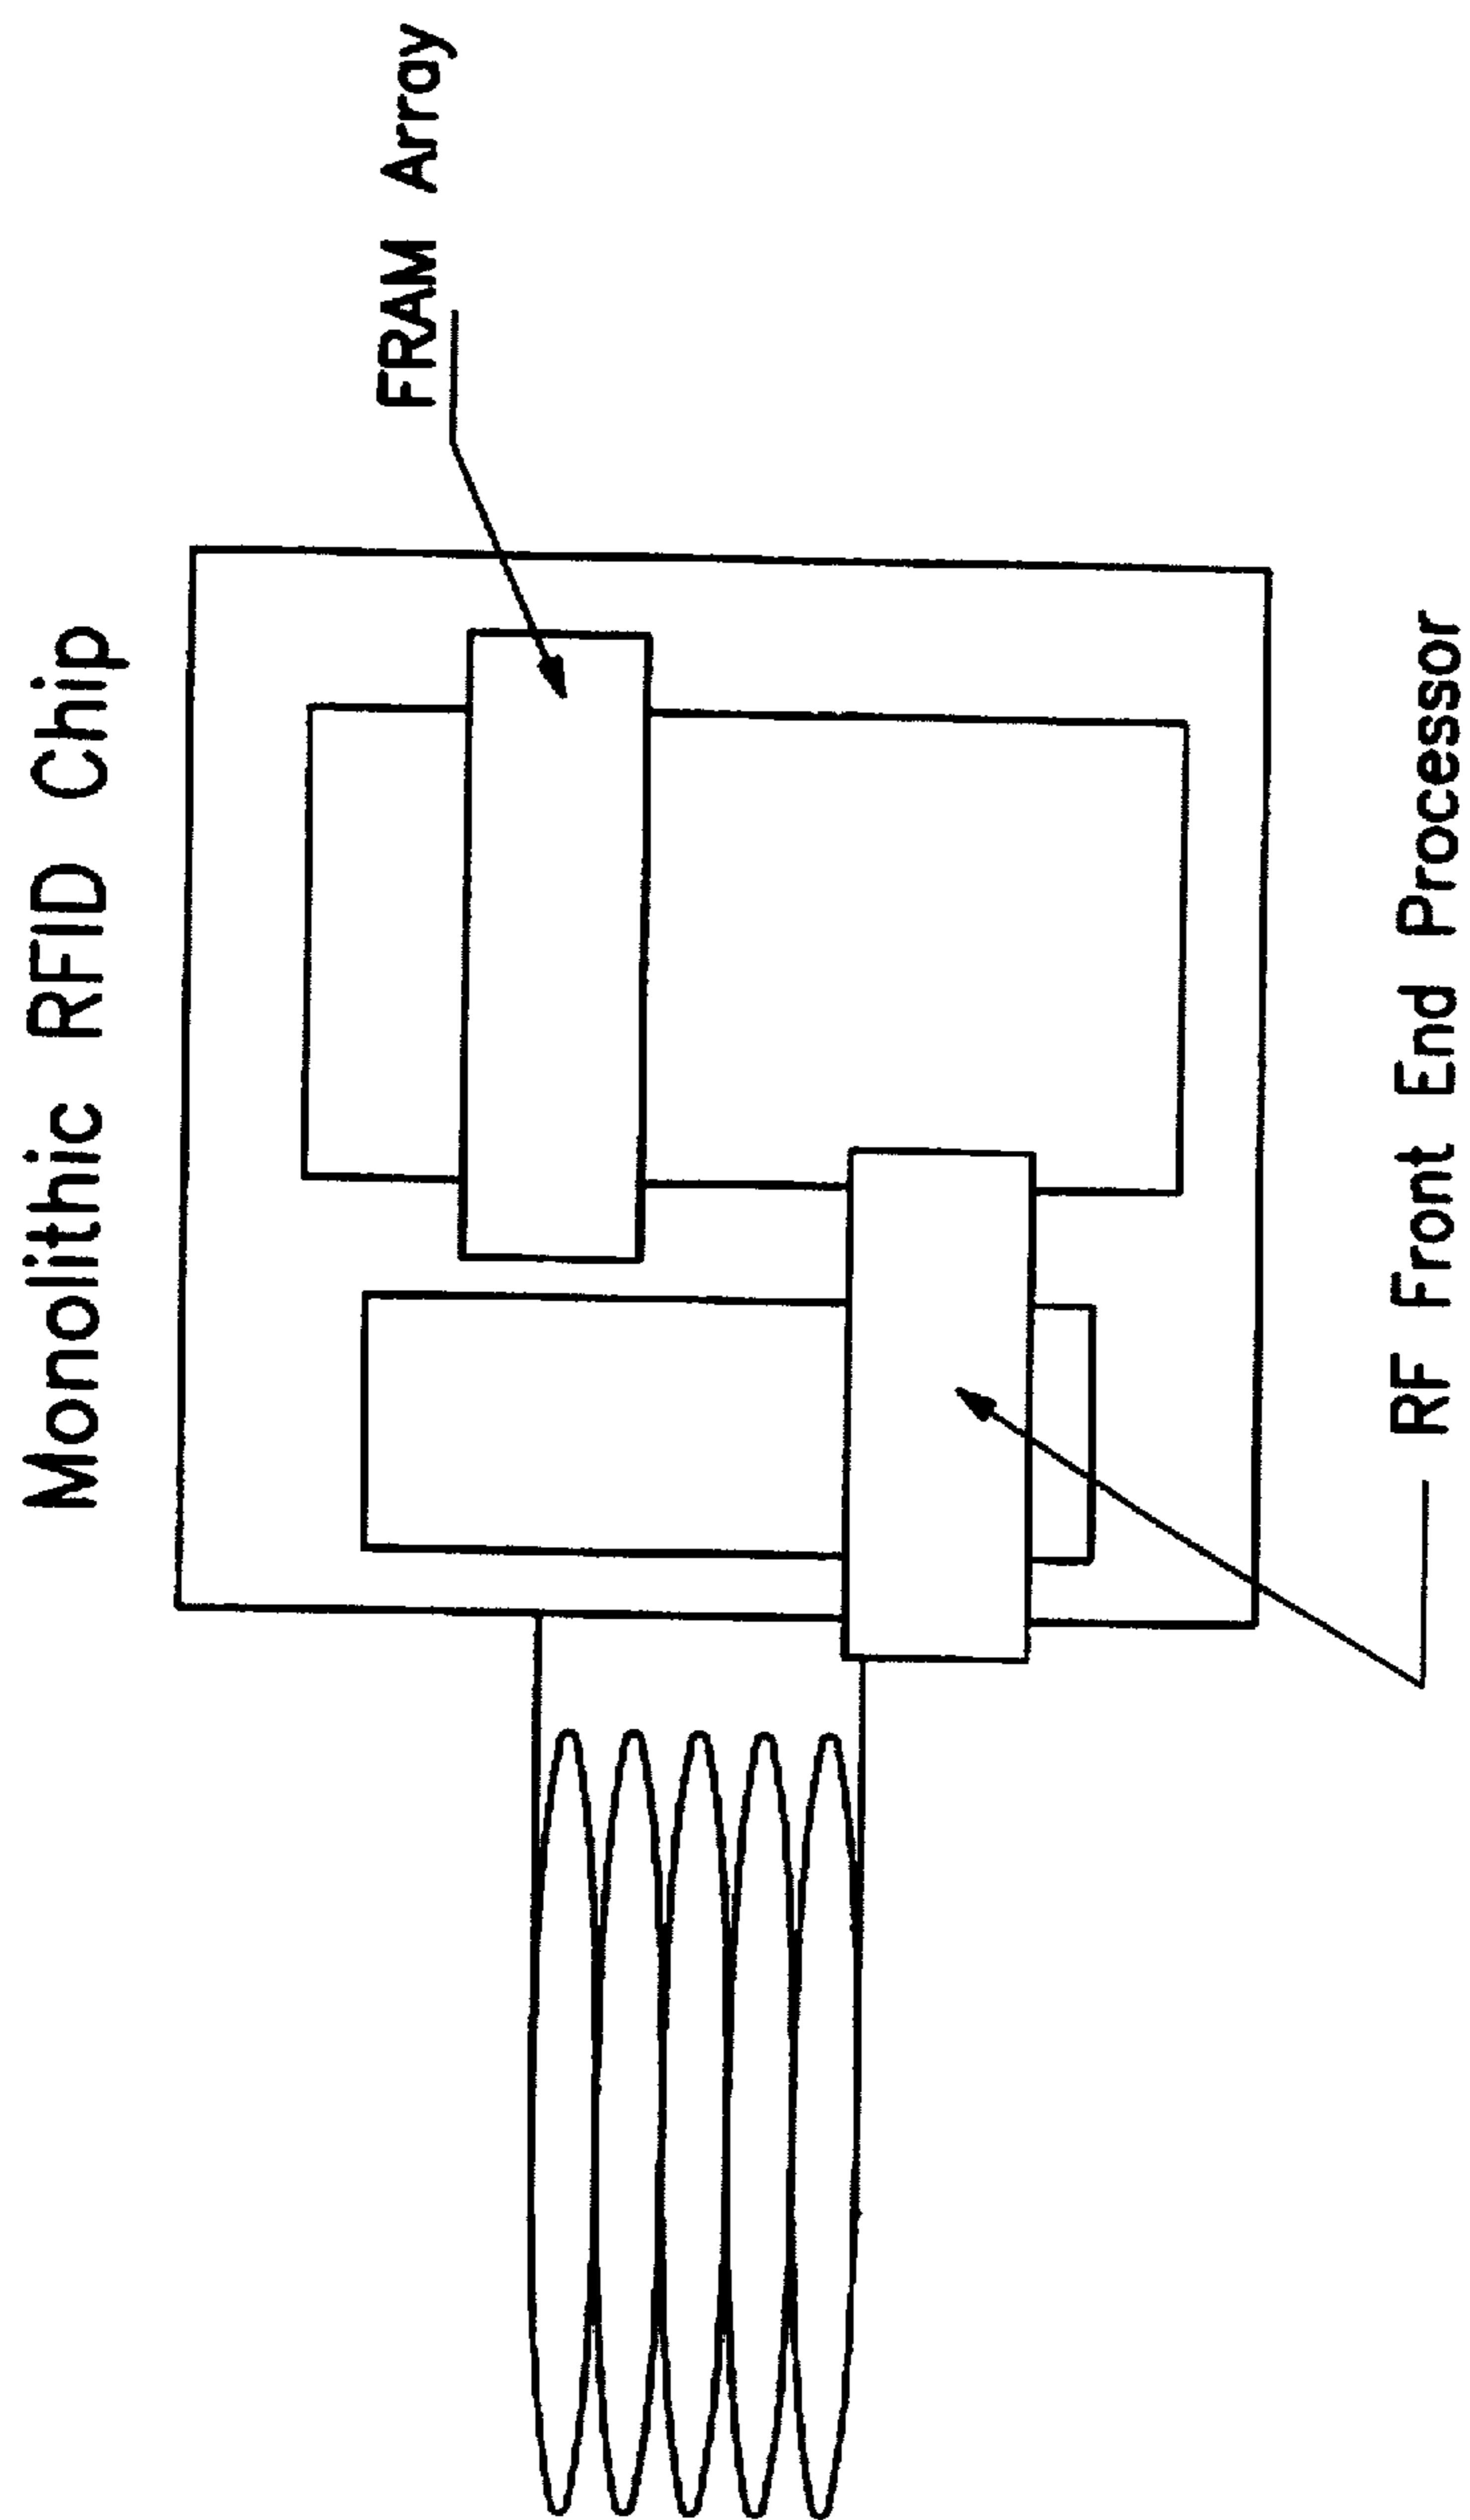 Monolithic RFID Chip
FRAM Array
RF Front End Processor